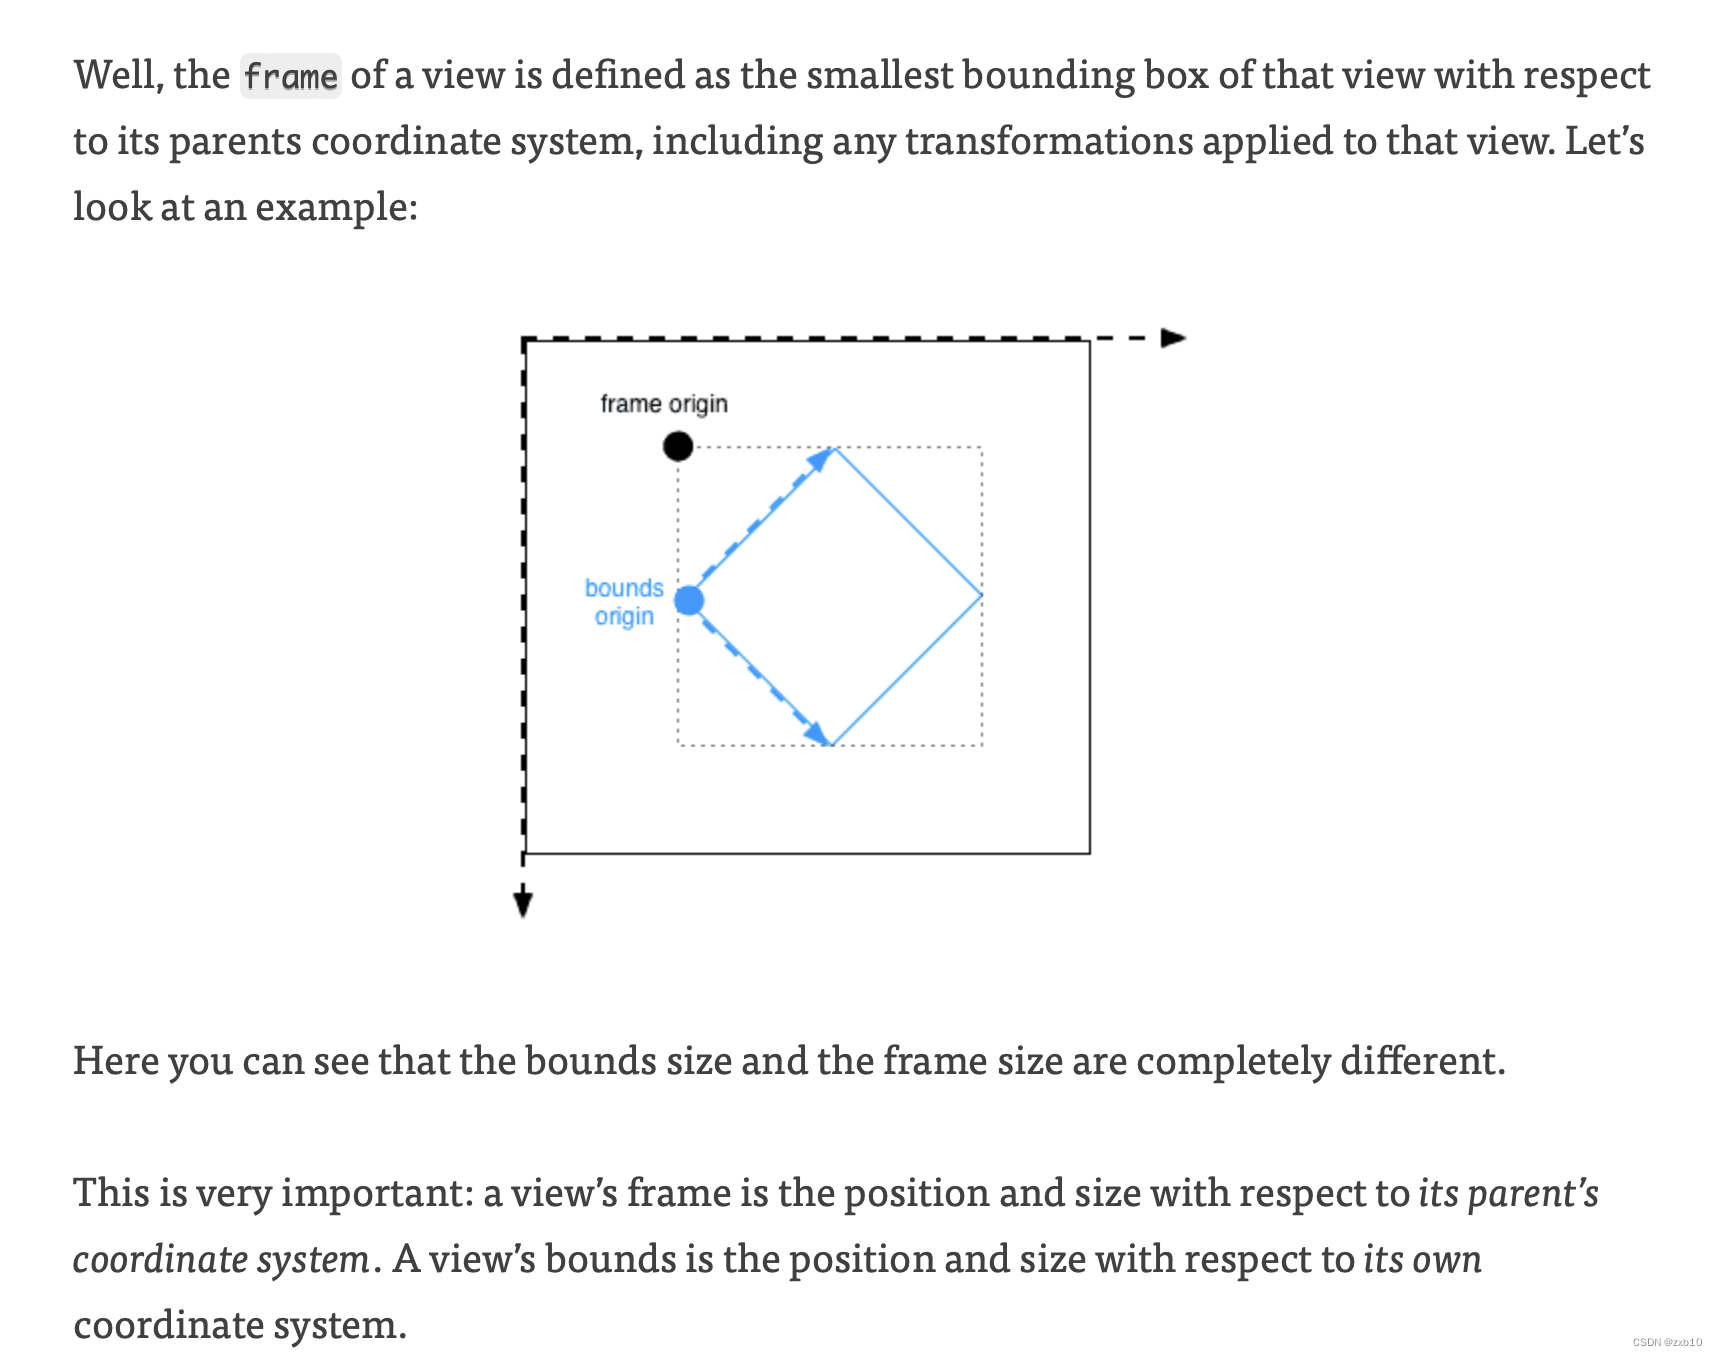 Well, the frame of a view is defined as the smallest bounding box of that view with respect
to its parents coordinate system, including any transformations applied to that view. Let’s
look at an example:
frame origin
bounds
origin
Here you can see that the bounds size and the frame size are completely different.
This is very important: a view’s frame is the position and size with respect to its parent’s
coordinate system. A view’s bounds is the position and size with respect to its own
coordinate system.
CSDN @zxb10